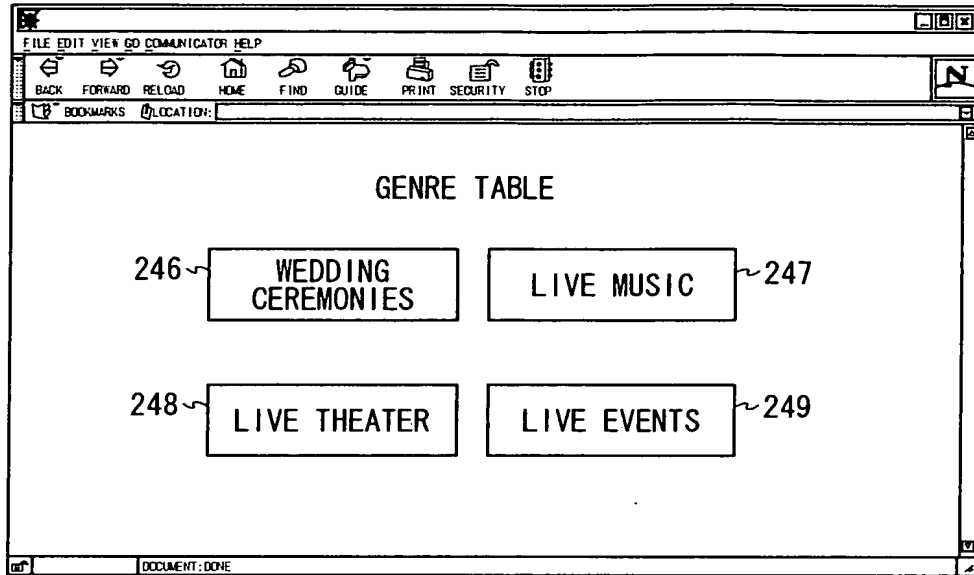 FILE EDIT VIEW GO COMMUNICATOR HELP
BACK FORWARD RELOAD HOME FIND GUIDE PRINT SECURITY STOP
N
BOOKMARKS LOCATION:
GENRE TABLE
246 WEDDING CEREMONIES LIVE MUSIC 247
248 LIVE THEATER LIVE EVENTS 249
DOCUMENT:DONE